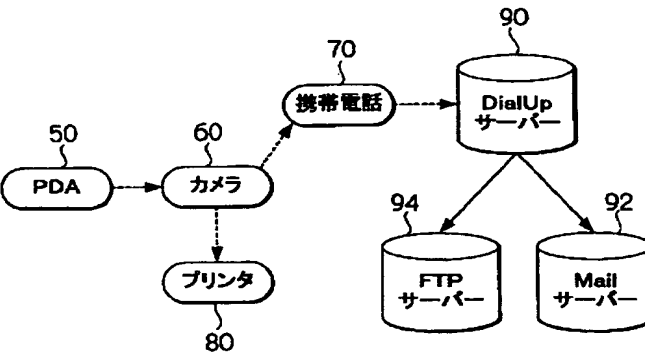 90
70
DialUp
サーバー
携帯電話
50
60
PDA
カメラ
94
92
プリンタ
FTP
サーバー
Mail
サーバー
80